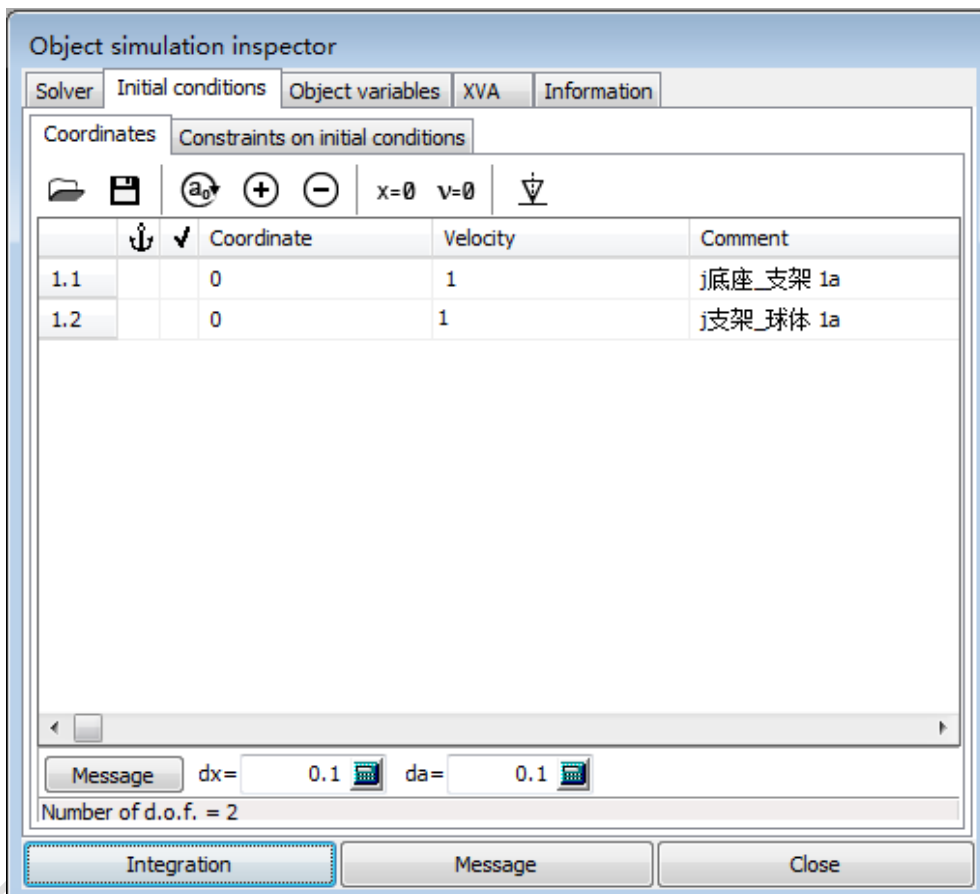 Object simulation inspector
Solver Initial conditions Object variables XVA Information
Coordinates Constraints on initial conditions
a₀ x=0 v=0
Coordinate Velocity Comment
1.1 0 1 j底座_支架 1a
1.2 0 1 j支架_球体 1a
Message dx= 0.1 da= 0.1
Number of d.o.f. = 2
Integration Message Close